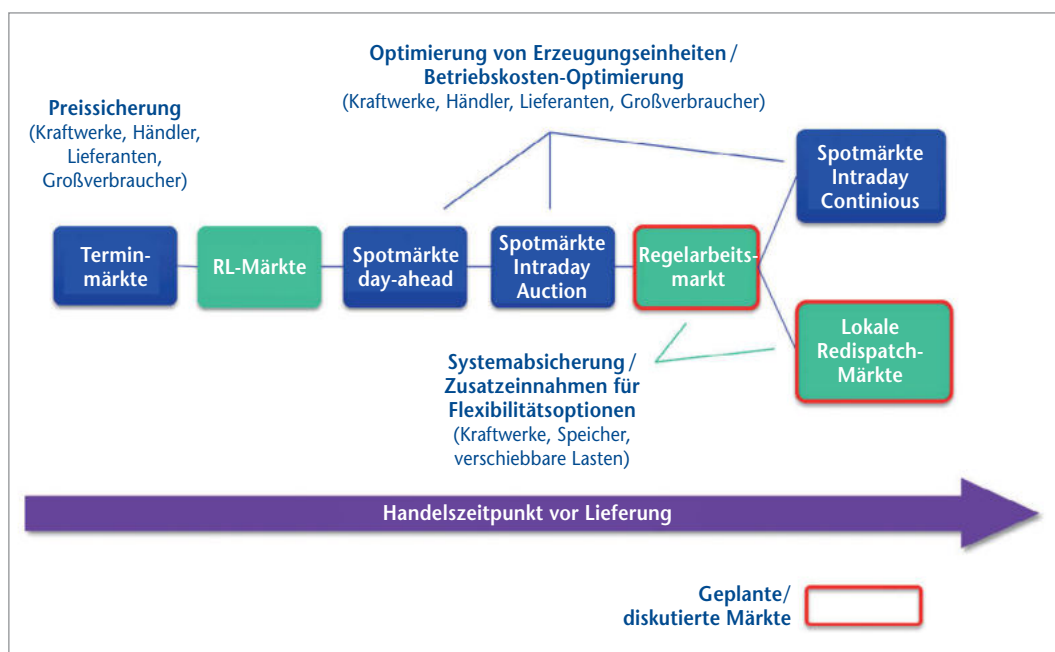 Optimierung von Erzeugungseinheiten /
Betriebskosten-Optimierung
(Kraftwerke, Händler, Lieferanten, Großverbraucher)
Preissicherung
(Kraftwerke, Händler,
Lieferanten,
Großverbraucher)
Spotmärkte
Intraday
Continious
Termin-
märkte
RL-Märkte
Spotmärkte
day-ahead
Spotmärkte
Intraday
Auction
Regelarbeits-
markt
Lokale
Redispatch-
Märkte
Systemabsicherung /
Zusatzeinnahmen für
Flexibilitätsoptionen
(Kraftwerke, Speicher,
verschiebbare Lasten)
Handelszeitpunkt vor Lieferung
Geplante/
diskutierte Märkte